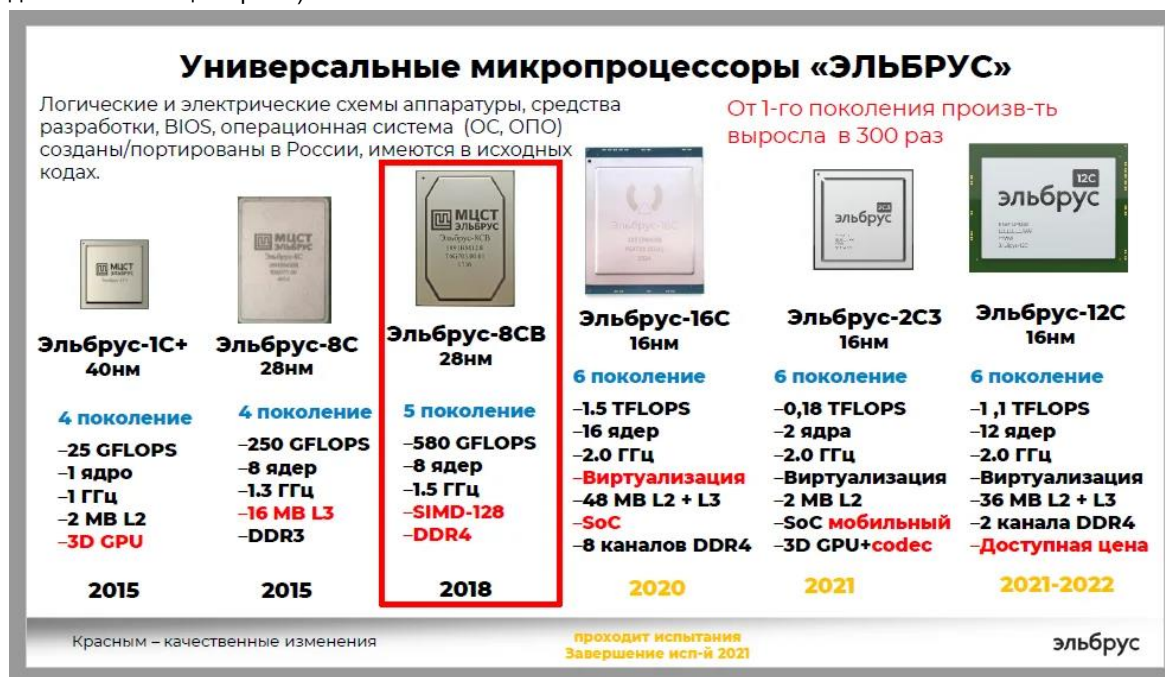 Универсальные микропроцессоры «ЭЛЬБРУС»
Логические и электрические схемы аппаратуры, средства
разработки, BIOS, операционная система (ОС, ОПО)
созданы/портированы в России, имеются в исходных
кодах.
От 1-го поколения произв-ть
выросла в 300 раз
МЦСТ
МЦСТ
ЭЛЬБРУС
Эльбрус-8С
МЦСТ
ЭЛЬБРУС
Эльбрус-8СВ
Эльбрус-16С
2С3
эльбрус
12С
эльбрус
Эльбрус-1С+
40нм
4 поколение
–25 GFLOPS
–1 ядро
–1 ГГц
–2 MB L2
–3D GPU
2015
Эльбрус-8С
28нм
4 поколение
–250 GFLOPS
–8 ядер
–1.3 ГГц
–16 MB L3
–DDR3
2015
Эльбрус-8СВ
28нм
5 поколение
–580 GFLOPS
–8 ядер
–1.5 ГГц
–SIMD-128
–DDR4
2018
Эльбрус-16С
16нм
6 поколение
–1.5 TFLOPS
–16 ядер
–2.0 ГГц
–Виртуализация
–48 MB L2 + L3
–SoC
–8 каналов DDR4
2020
Эльбрус-2С3
16нм
6 поколение
–0,18 TFLOPS
–2 ядра
–2.0 ГГц
–Виртуализация
–2 MB L2
–SoC мобильный
–3D GPU+codec
2021
Эльбрус-12С
16нм
6 поколение
–1 ,1 TFLOPS
–12 ядер
–2.0 ГГц
–Виртуализация
–36 MB L2 + L3
–2 канала DDR4
–Доступная цена
2021-2022
Красным – качественные изменения
проходит испытания
Завершение исп-й 2021
эльбрус